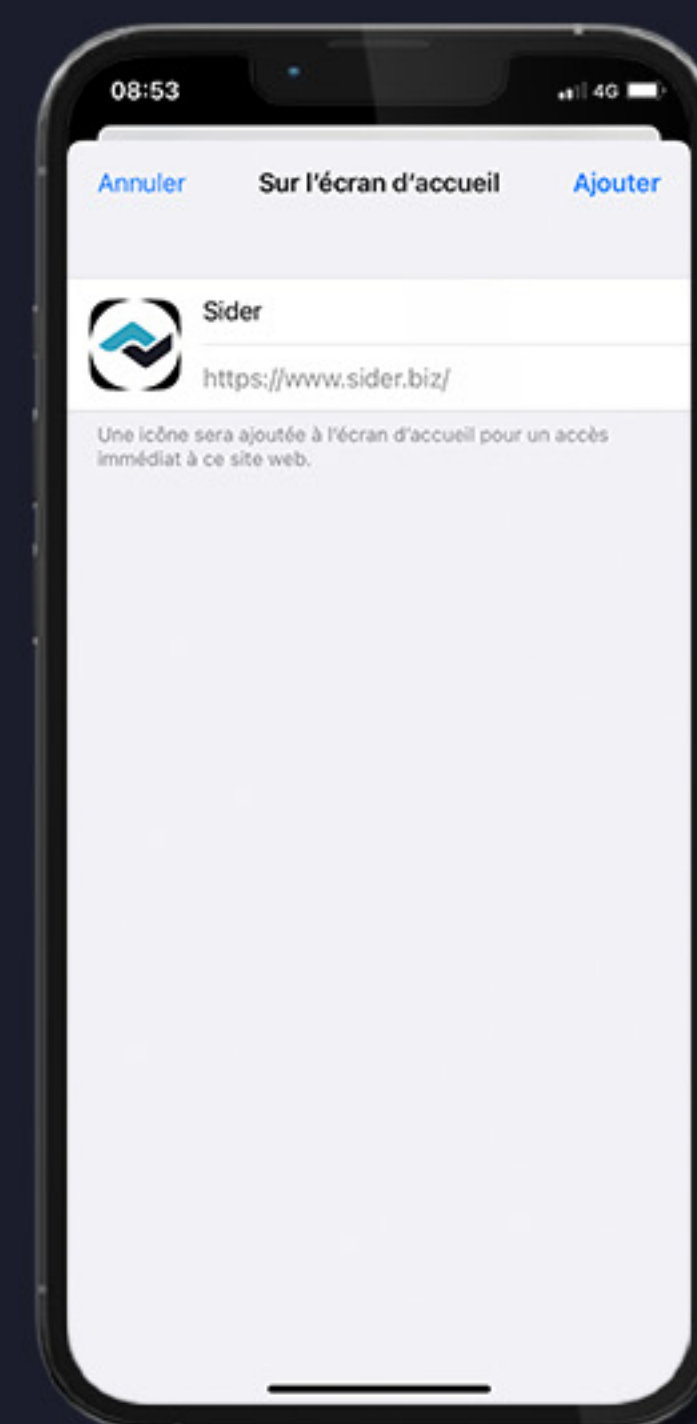 08:53
4G
Annuler
Sur l'écran d'accueil
Ajouter
Sider
https://www.sider.biz/
Une icône sera ajoutée à l'écran d'accueil pour un accès
immédiat à ce site web.